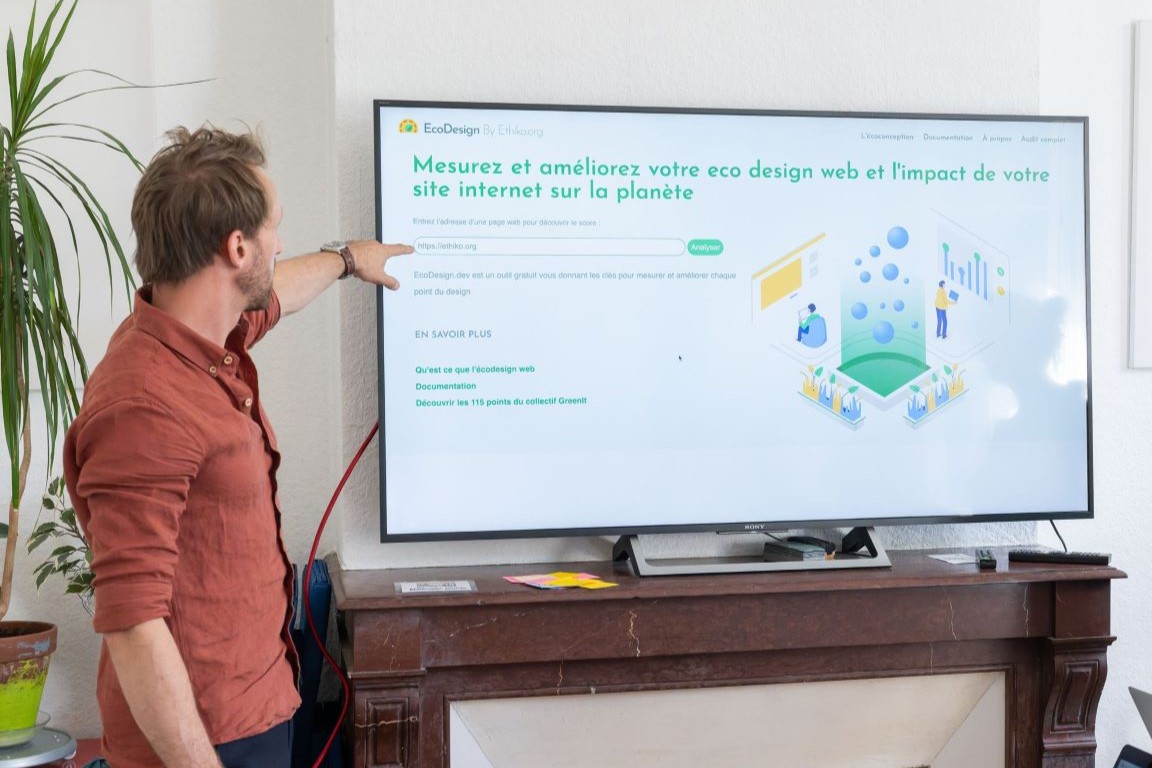 EcoDesign By Ethiko.org
L'écoconception Documentation À propos Audit complet
Mesurez et améliorez votre eco design web et l'impact de votre
site internet sur la planète
Entrez l'adresse d'une page web pour découvrir le score :
https://ethiko.org
Analyser
EcoDesign.dev est un outil gratuit vous donnant les clés pour mesurer et améliorer chaque
point du design
EN SAVOIR PLUS
Qu'est ce que l'écodesign web
Documentation
Découvrir les 115 points du collectif GreenIt
SONY